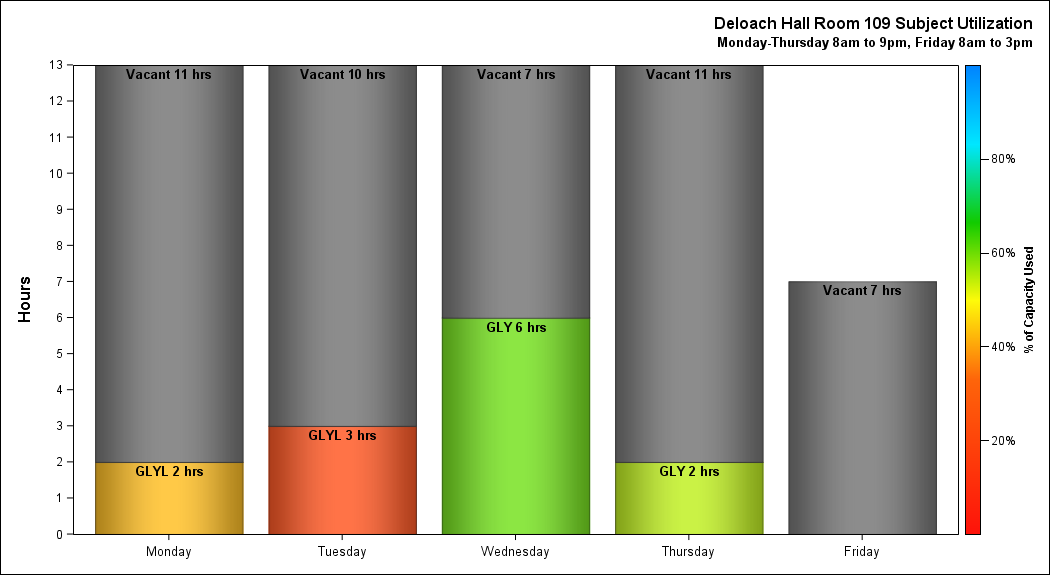 Deloach Hall Room 109 Subject Utilization
Monday-Thursday 8am to 9pm, Friday 8am to 3pm
13
12
11
10
9
8
7
6
5
4
3
2
1
0
Hours
Vacant 11 hrs
Vacant 10 hrs
Vacant 7 hrs
Vacant 11 hrs
Vacant 7 hrs
GLYL 2 hrs
GLYL 3 hrs
GLY 6 hrs
GLY 2 hrs
Monday
Tuesday
Wednesday
Thursday
Friday
80%
60%
40%
20%
% of Capacity Used